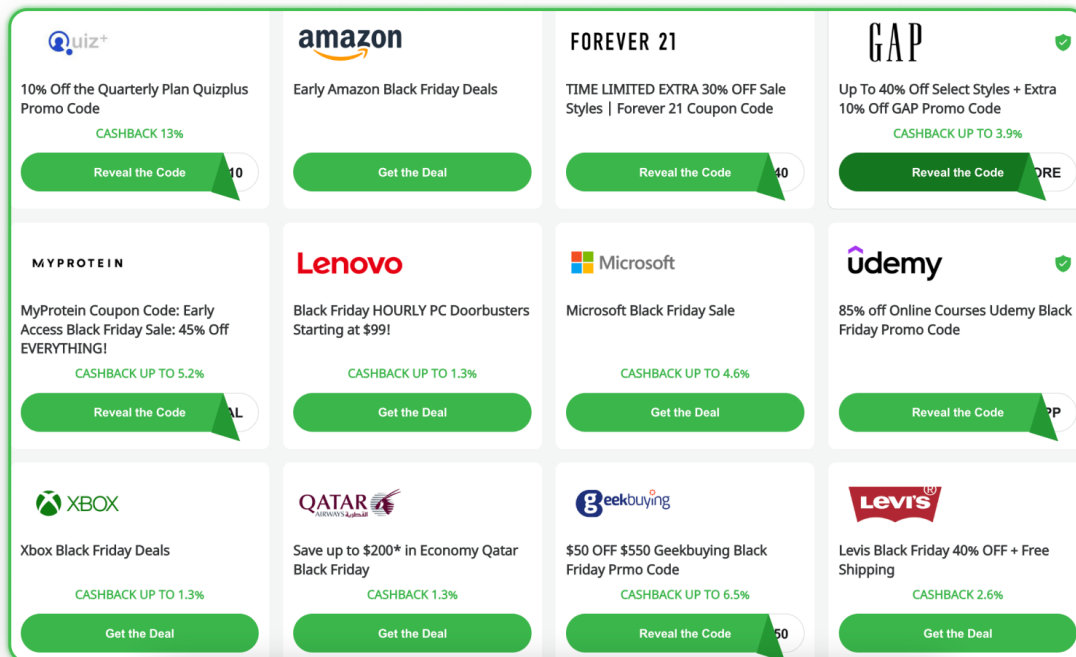 Quiz+
amazon
FOREVER 21
GAP
10% Off the Quarterly Plan Quizplus
Promo Code
Early Amazon Black Friday Deals
TIME LIMITED EXTRA 30% OFF Sale
Styles | Forever 21 Coupon Code
Up To 40% Off Select Styles + Extra
10% Off GAP Promo Code
CASHBACK 13%
CASHBACK UP TO 3.9%
Reveal the Code
10
Get the Deal
Reveal the Code
40
Reveal the Code
ORE
MYPROTEIN
Lenovo
Microsoft
ûdemy
MyProtein Coupon Code: Early
Access Black Friday Sale: 45% Off
EVERYTHING!
Black Friday HOURLY PC Doorbusters
Starting at $99!
Microsoft Black Friday Sale
85% off Online Courses Udemy Black
Friday Promo Code
CASHBACK UP TO 5.2%
CASHBACK UP TO 1.3%
CASHBACK UP TO 4.6%
Reveal the Code
AL
Get the Deal
Get the Deal
Reveal the Code
PP
XBOX
QATAR
AIRWAYS القطرية
geekbuying
LEVI'S®
Xbox Black Friday Deals
Save up to $200* in Economy Qatar
Black Friday
$50 OFF $550 Geekbuying Black
Friday Prmo Code
Levis Black Friday 40% OFF + Free
Shipping
CASHBACK UP TO 1.3%
CASHBACK 1.3%
CASHBACK UP TO 6.5%
CASHBACK 2.6%
Get the Deal
Get the Deal
Reveal the Code
50
Get the Deal